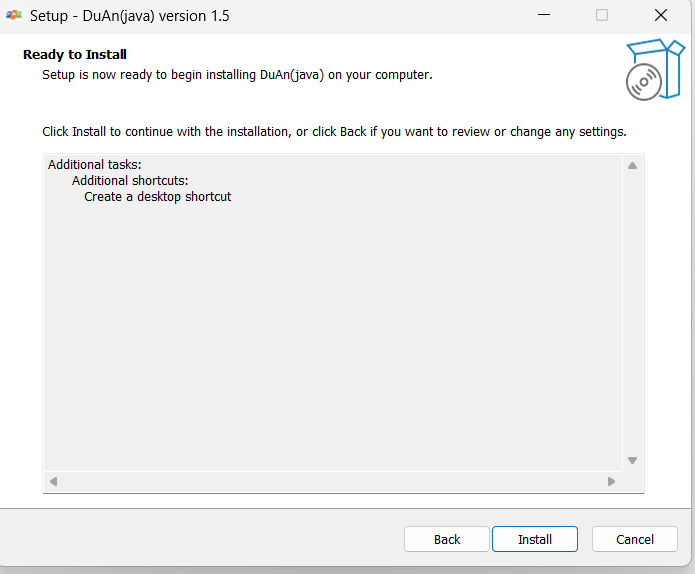 Setup - DuAn(java) version 1.5
Ready to Install
Setup is now ready to begin installing DuAn(java) on your computer.
Click Install to continue with the installation, or click Back if you want to review or change any settings.
Additional tasks:
Additional shortcuts:
Create a desktop shortcut
Back
Install
Cancel